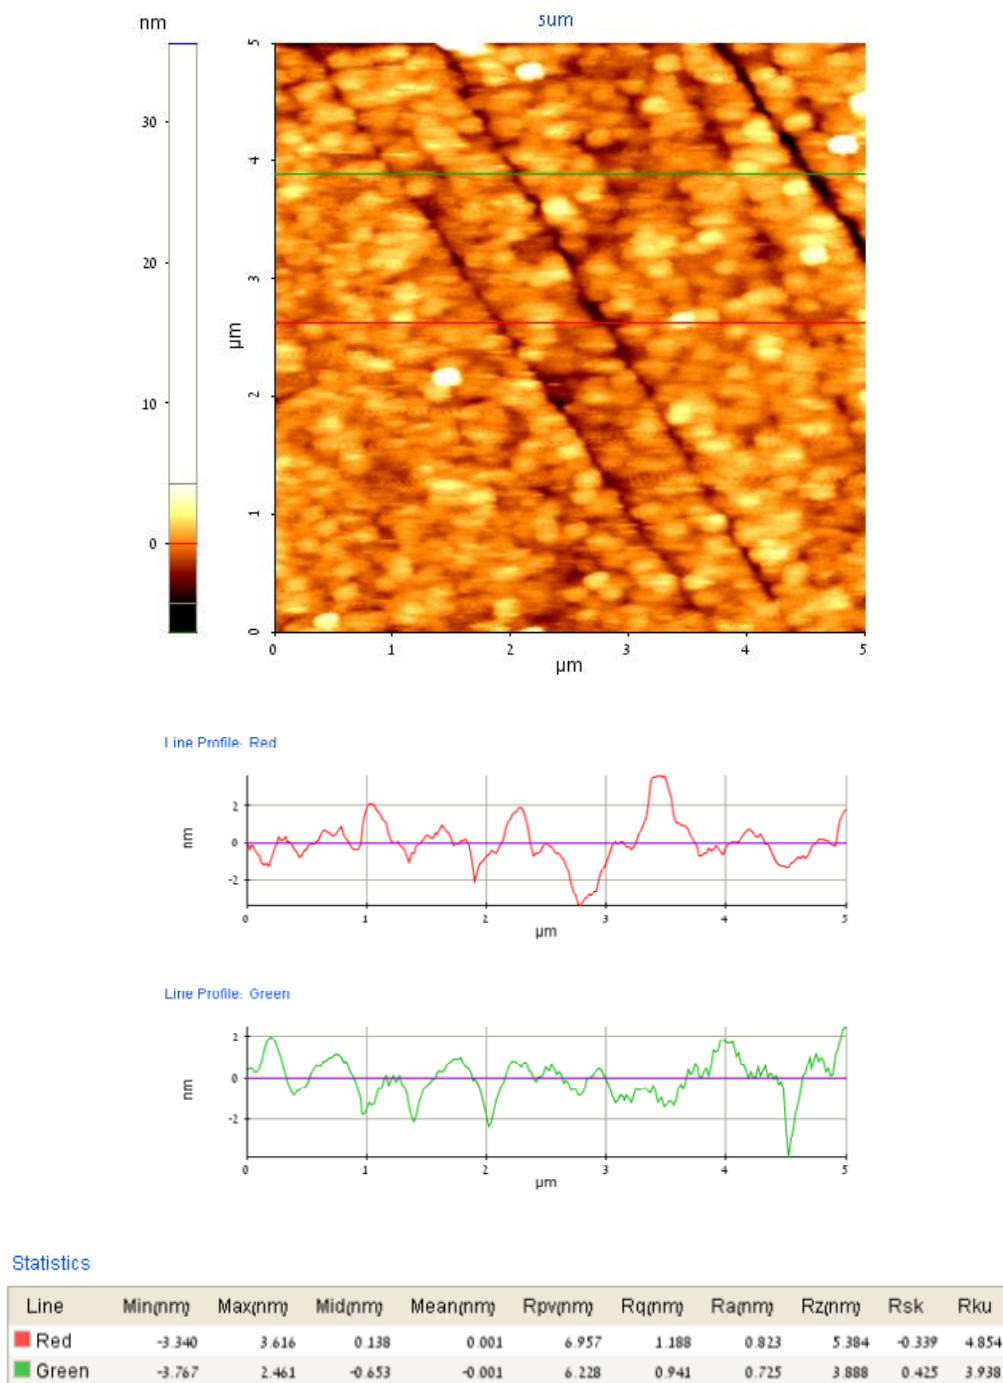 nm
5um
30
20
10
0
5
4
3
2
1
0
µm
0 1 2 3 4 5
µm
Line Profile: Red
2
0
-2
nm
0 1 2 3 4 5
µm
Line Profile: Green
2
0
-2
nm
0 1 2 3 4 5
µm
Statistics
Line Min(nm) Max(nm) Mid(nm) Mean(nm) Rpv(nm) Rq(nm) Ra(nm) Rz(nm) Rsk Rku
Red -3.340 3.616 0.138 0.001 6.957 1.188 0.823 5.384 -0.339 4.854
Green -3.767 2.461 -0.653 -0.001 6.228 0.941 0.725 3.888 0.425 3.938